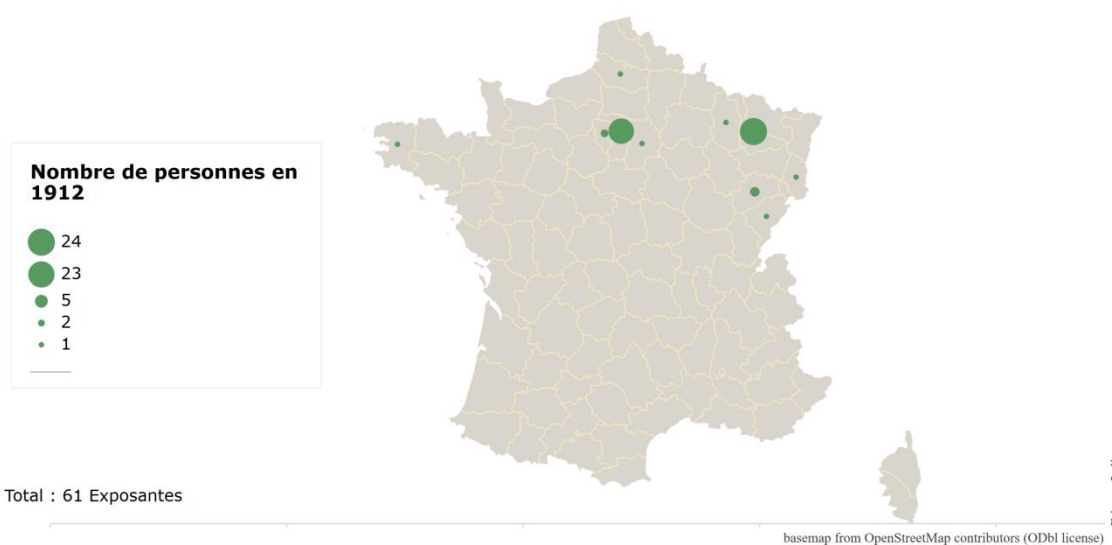 Nombre de personnes en
1912
24
23
5
2
1
Total : 61 Exposantes
basemap from OpenStreetMap contributors (ODbl license)